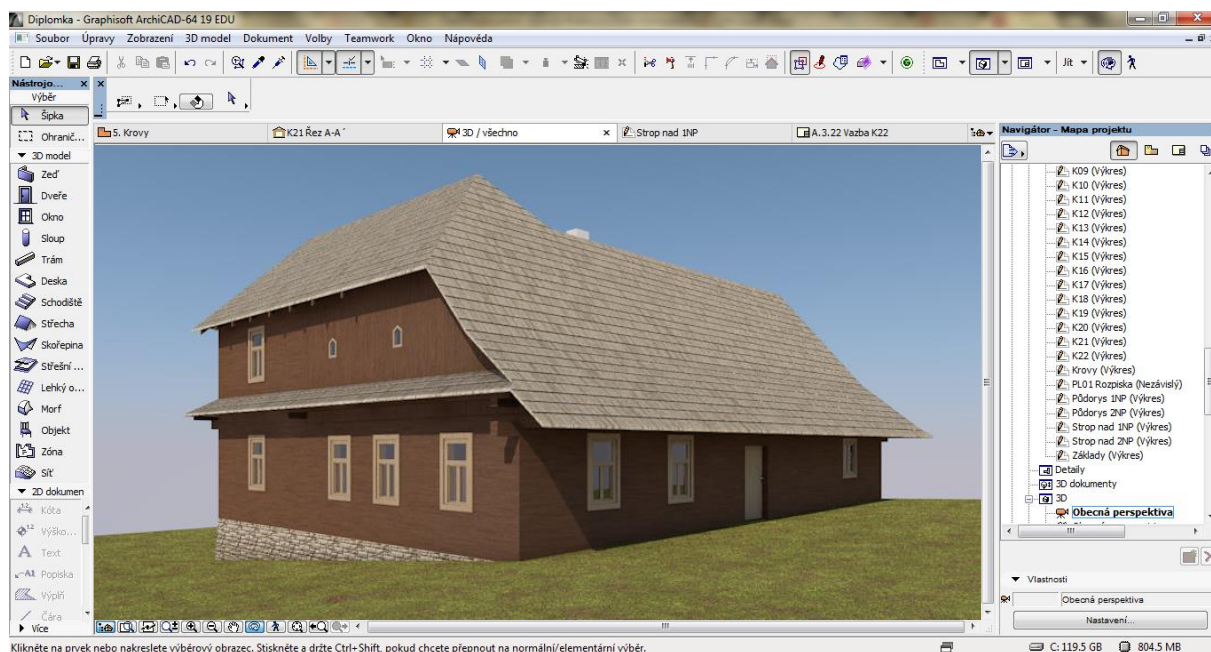 Diplomka - Graphisoft ArchiCAD-64 19 EDU
Soubor Úpravy Zobrazení 3D model Dokument Volby Teamwork Okno Nápověda
Jít
Nástrojo...
Výběr
Šipka
Ohranič...
3D model
Zeď
Dveře
Okno
Sloup
Trám
Deska
Schodiště
Střecha
Skořepina
Střešní ...
Lehký o...
Morf
Objekt
Zóna
Síť
2D dokumen
Kóta
Výško...
Text
Popiska
Výplň
Čára
Více
5. Krovy
K21 Řez A-A´
3D / všechno
Strop nad 1NP
A.3.22 Vazba K22
Navigátor - Mapa projektu
K09 (Výkres)
K10 (Výkres)
K11 (Výkres)
K12 (Výkres)
K13 (Výkres)
K14 (Výkres)
K15 (Výkres)
K16 (Výkres)
K17 (Výkres)
K18 (Výkres)
K19 (Výkres)
K20 (Výkres)
K21 (Výkres)
K22 (Výkres)
Krovy (Výkres)
PL01 Rozpiska (Nezávislý)
Půdorys 1NP (Výkres)
Půdorys 2NP (Výkres)
Strop nad 1NP (Výkres)
Strop nad 2NP (Výkres)
Základy (Výkres)
Detaily
3D dokumenty
3D
Obecná perspektiva
Vlastnosti
Obecná perspektiva
Nastavení...
Klikněte na prvek nebo nakreslete výběrový obrazec. Stiskněte a držte Ctrl+Shift, pokud chcete přepnout na normální/elementární výběr.
C: 119.5 GB
804.5 MB